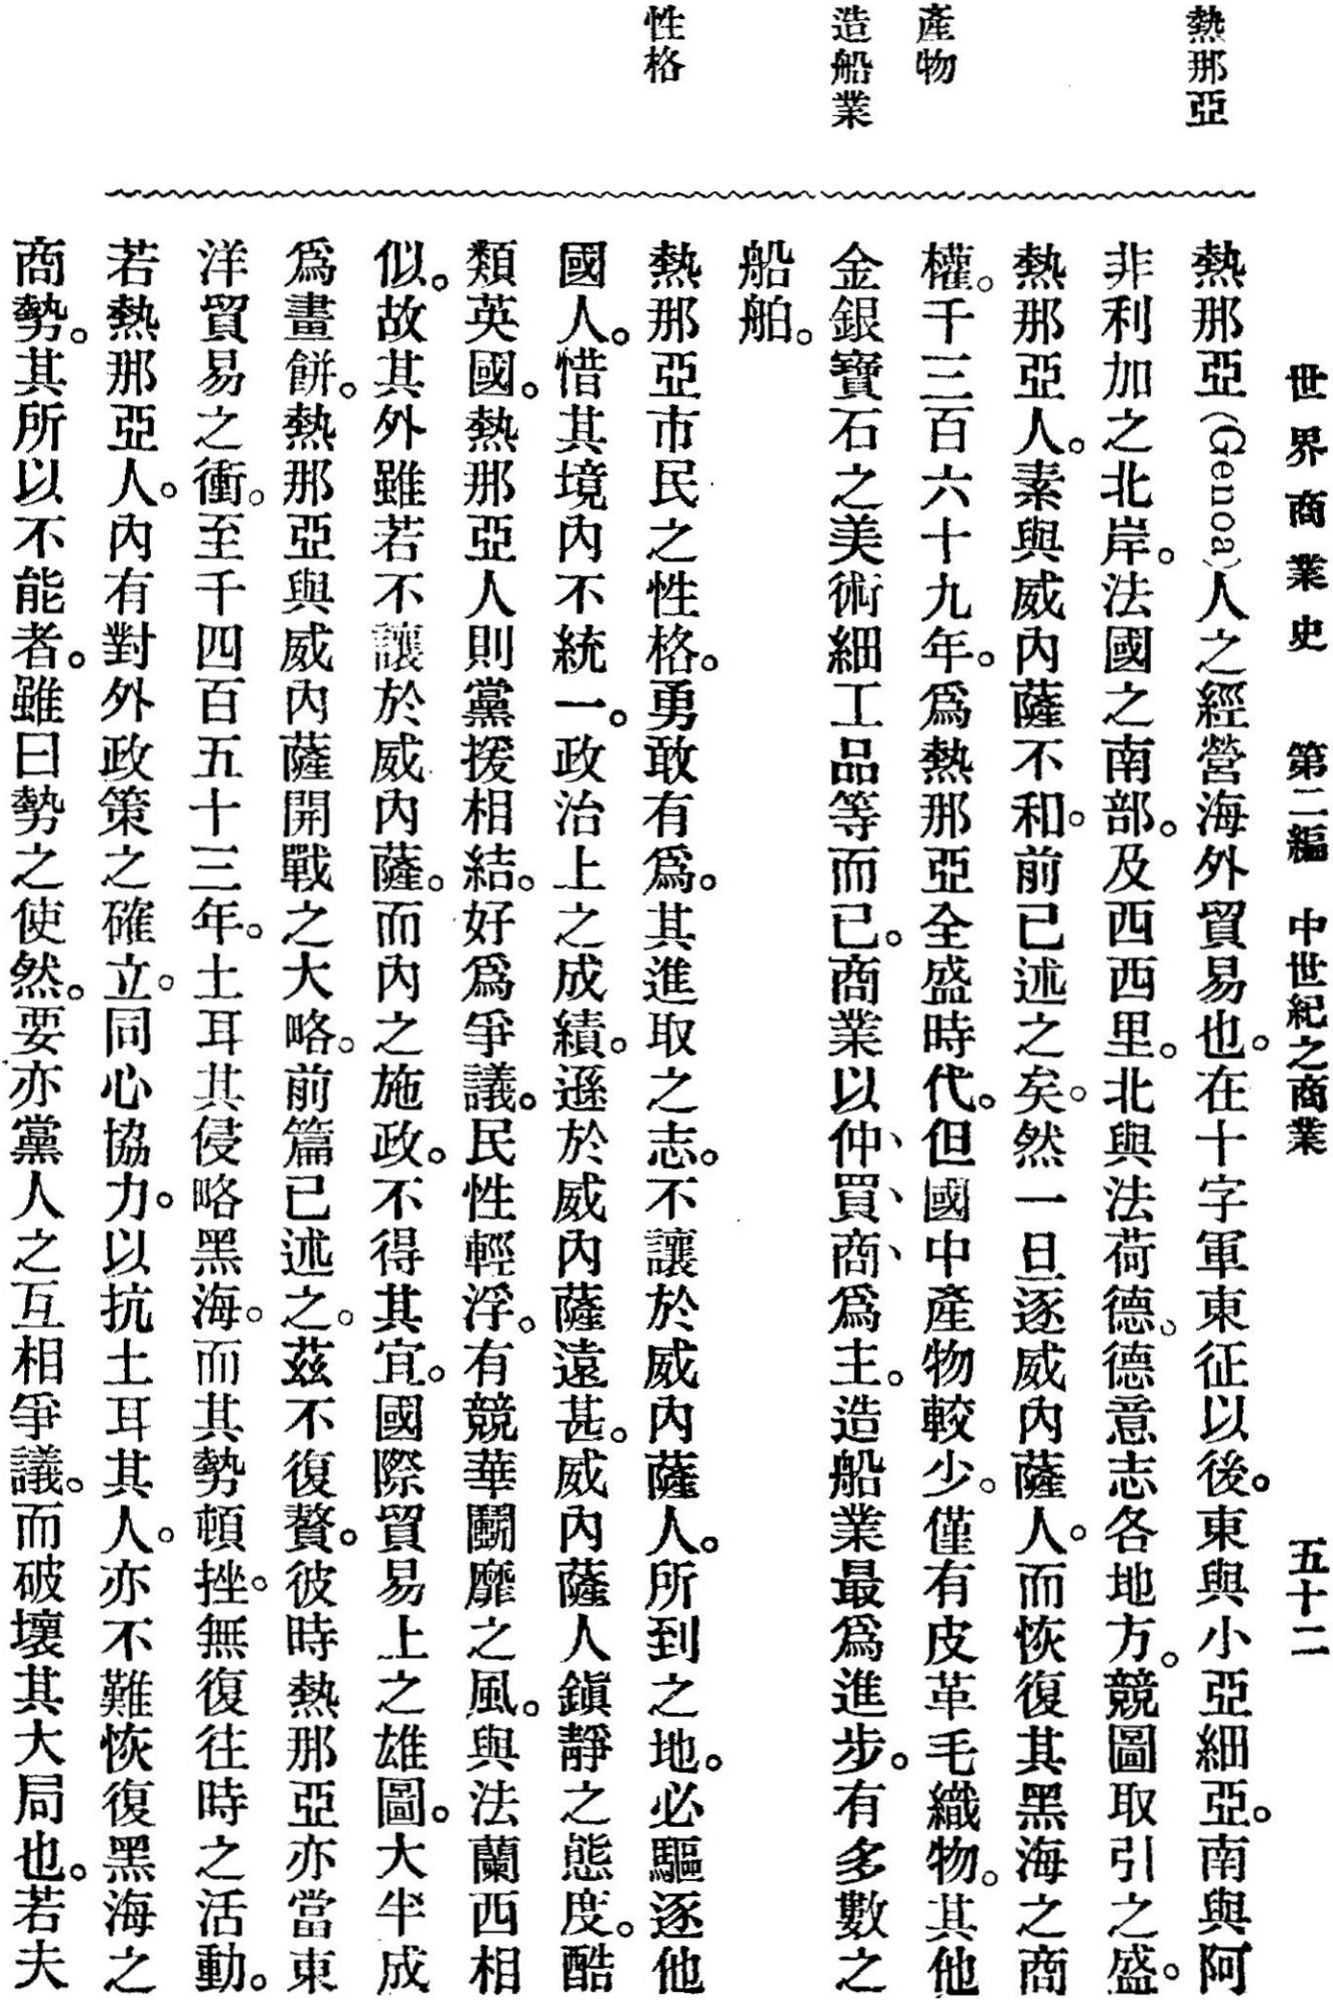 世界商業史　第二編　中世紀之商業　五十二
熱那亞
產物
造船業
性格
熱那亞(Genoa)人之經營海外貿易也。在十字軍東征以後。東與小亞細亞。南與阿
非利加之北岸。法國之南部。及西西里。北與法荷德。德意志各地方。競圖取引之盛。
熱那亞人。素與威內薩不和。前已述之矣。然一旦逐威內薩人。而恢復其黑海之商
權。千三百六十九年。爲熱那亞全盛時代。但國中產物較少。僅有皮革毛織物。其他
金銀寶石之美術細工品等而已。商業以仲、買、商、爲主。造船業最爲進步。有多數之
船舶。
熱那亞市民之性格。勇敢有爲。其進取之志。不讓於威內薩人。所到之地。必驅逐他
國人。惜其境內不統一。政治上之成績。遜於威內薩遠甚。威內薩人鎭靜之態度。酷
類英國。熱那亞人則黨援相結。好爲爭議。民性輕浮。有競華鬭靡之風。與法蘭西相
似。故其外雖若不讓於威內薩。而內之施政。不得其宜。國際貿易上之雄圖。大半成
爲畫餅。熱那亞與威內薩開戰之大略。前篇已述之。茲不復贅。彼時熱那亞亦當東
洋貿易之衝。至千四百五十三年。土耳其侵略黑海。而其勢頓挫。無復往時之活動。
若熱那亞人。內有對外政策之確立。同心協力。以抗土耳其人。亦不難恢復黑海之
商勢。其所以不能者。雖曰勢之使然。要亦黨人之互相爭議。而破壞其大局也。若夫